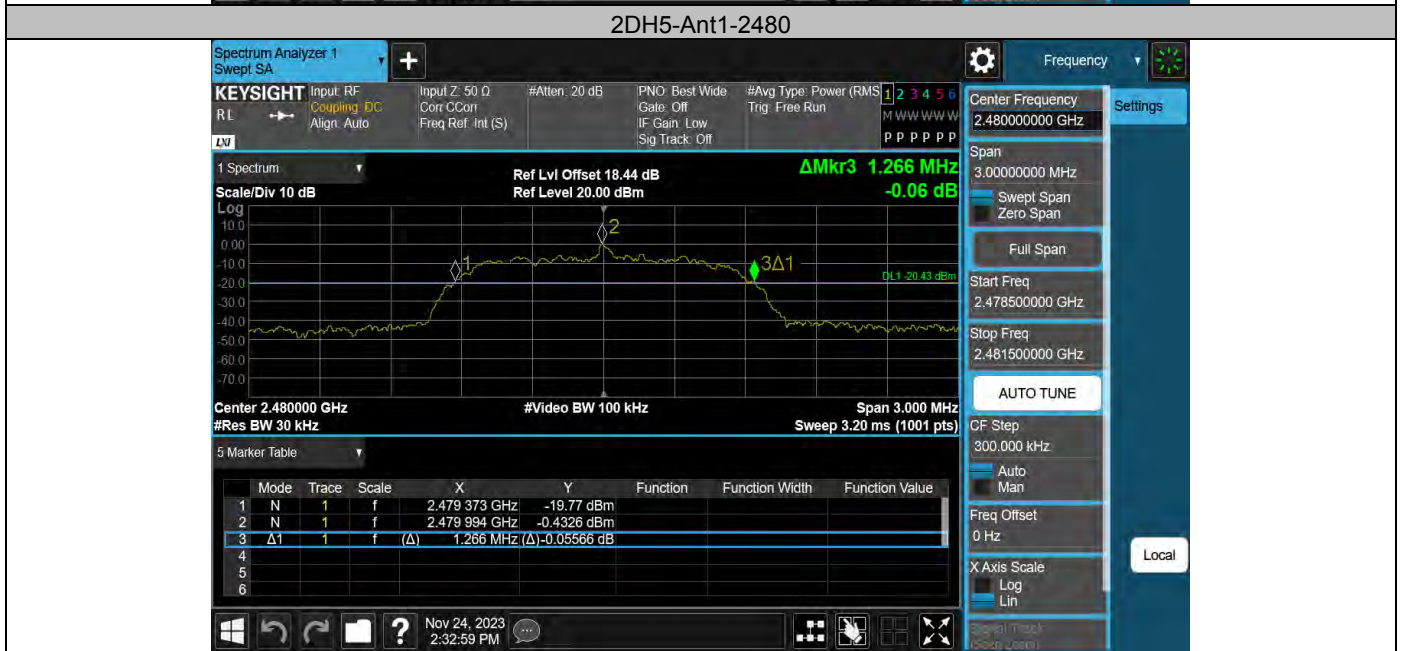 2DH5-Ant1-2480
Spectrum Analyzer 1
Swept SA
+
Frequency
KEYSIGHT
RL
LXI
Input: RF
Coupling: DC
Align: Auto
Input Z: 50 Ω
Corr CCorr
Freq Ref: Int (S)
#Atten: 20 dB
PNO: Best Wide
Gate: Off
IF Gain: Low
Sig Track: Off
#Avg Type: Power (RMS
Trig: Free Run
1 2 3 4 5 6
M W W W W W
P P P P P P
Center Frequency
2.480000000 GHz
Settings
Span
3.00000000 MHz
Swept Span
Zero Span
Full Span
Start Freq
2.478500000 GHz
Stop Freq
2.481500000 GHz
AUTO TUNE
CF Step
300.000 kHz
Auto
Man
Freq Offset
0 Hz
X Axis Scale
Log
Lin
Local
1 Spectrum
Scale/Div 10 dB
Ref Lvl Offset 18.44 dB
Ref Level 20.00 dBm
ΔMkr3 1.266 MHz
-0.06 dB
Log
10.0
0.00
-10.0
-20.0
-30.0
-40.0
-50.0
-60.0
-70.0
1
2
3Δ1
DL1 -20.43 dBm
Center 2.480000 GHz
#Video BW 100 kHz
Span 3.000 MHz
#Res BW 30 kHz
Sweep 3.20 ms (1001 pts)
5 Marker Table
Mode Trace Scale X Y Function Function Width Function Value
1 N 1 f 2.479 373 GHz -19.77 dBm
2 N 1 f 2.479 994 GHz -0.4326 dBm
3 Δ1 1 f (Δ) 1.266 MHz (Δ) -0.05566 dB
4
5
6
?
Nov 24, 2023
2:32:59 PM
Signal Track
(Span Zoom)